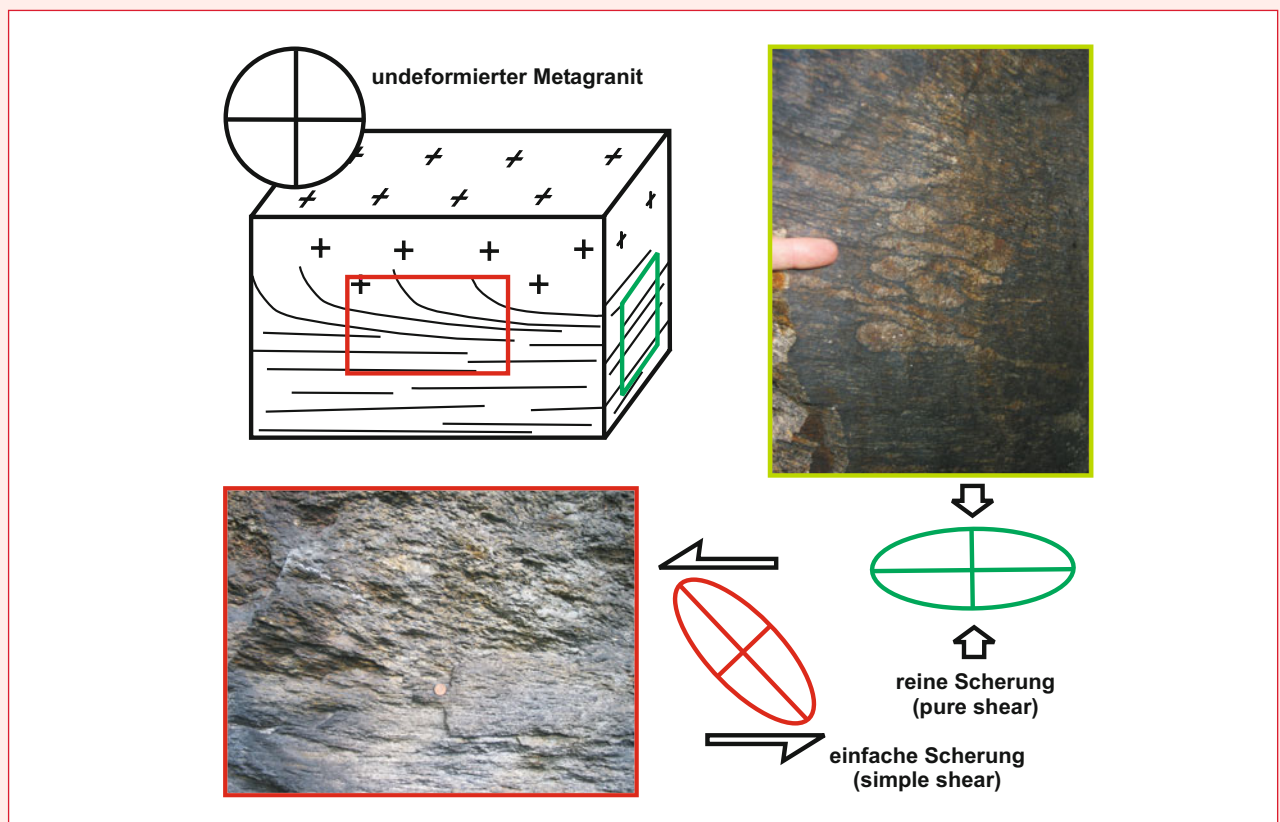 undeformierter Metagranit
reine Scherung
(pure shear)
einfache Scherung
(simple shear)